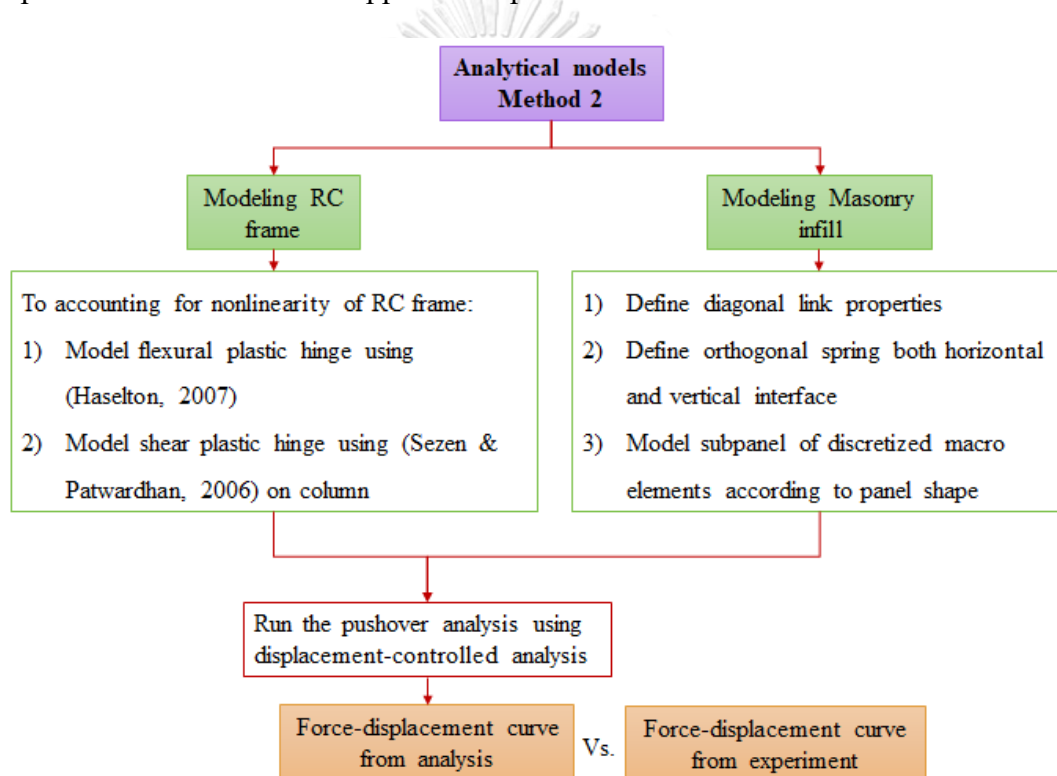 Analytical models
Method 2
Modeling RC
frame
Modeling Masonry
infill
To accounting for nonlinearity of RC frame:
1) Model flexural plastic hinge using
(Haselton, 2007)
2) Model shear plastic hinge using (Sezen &
Patwardhan, 2006) on column
1) Define diagonal link properties
2) Define orthogonal spring both horizontal
and vertical interface
3) Model subpanel of discretized macro
elements according to panel shape
Run the pushover analysis using
displacement-controlled analysis
Force-displacement curve
from analysis
Vs.
Force-displacement curve
from experiment